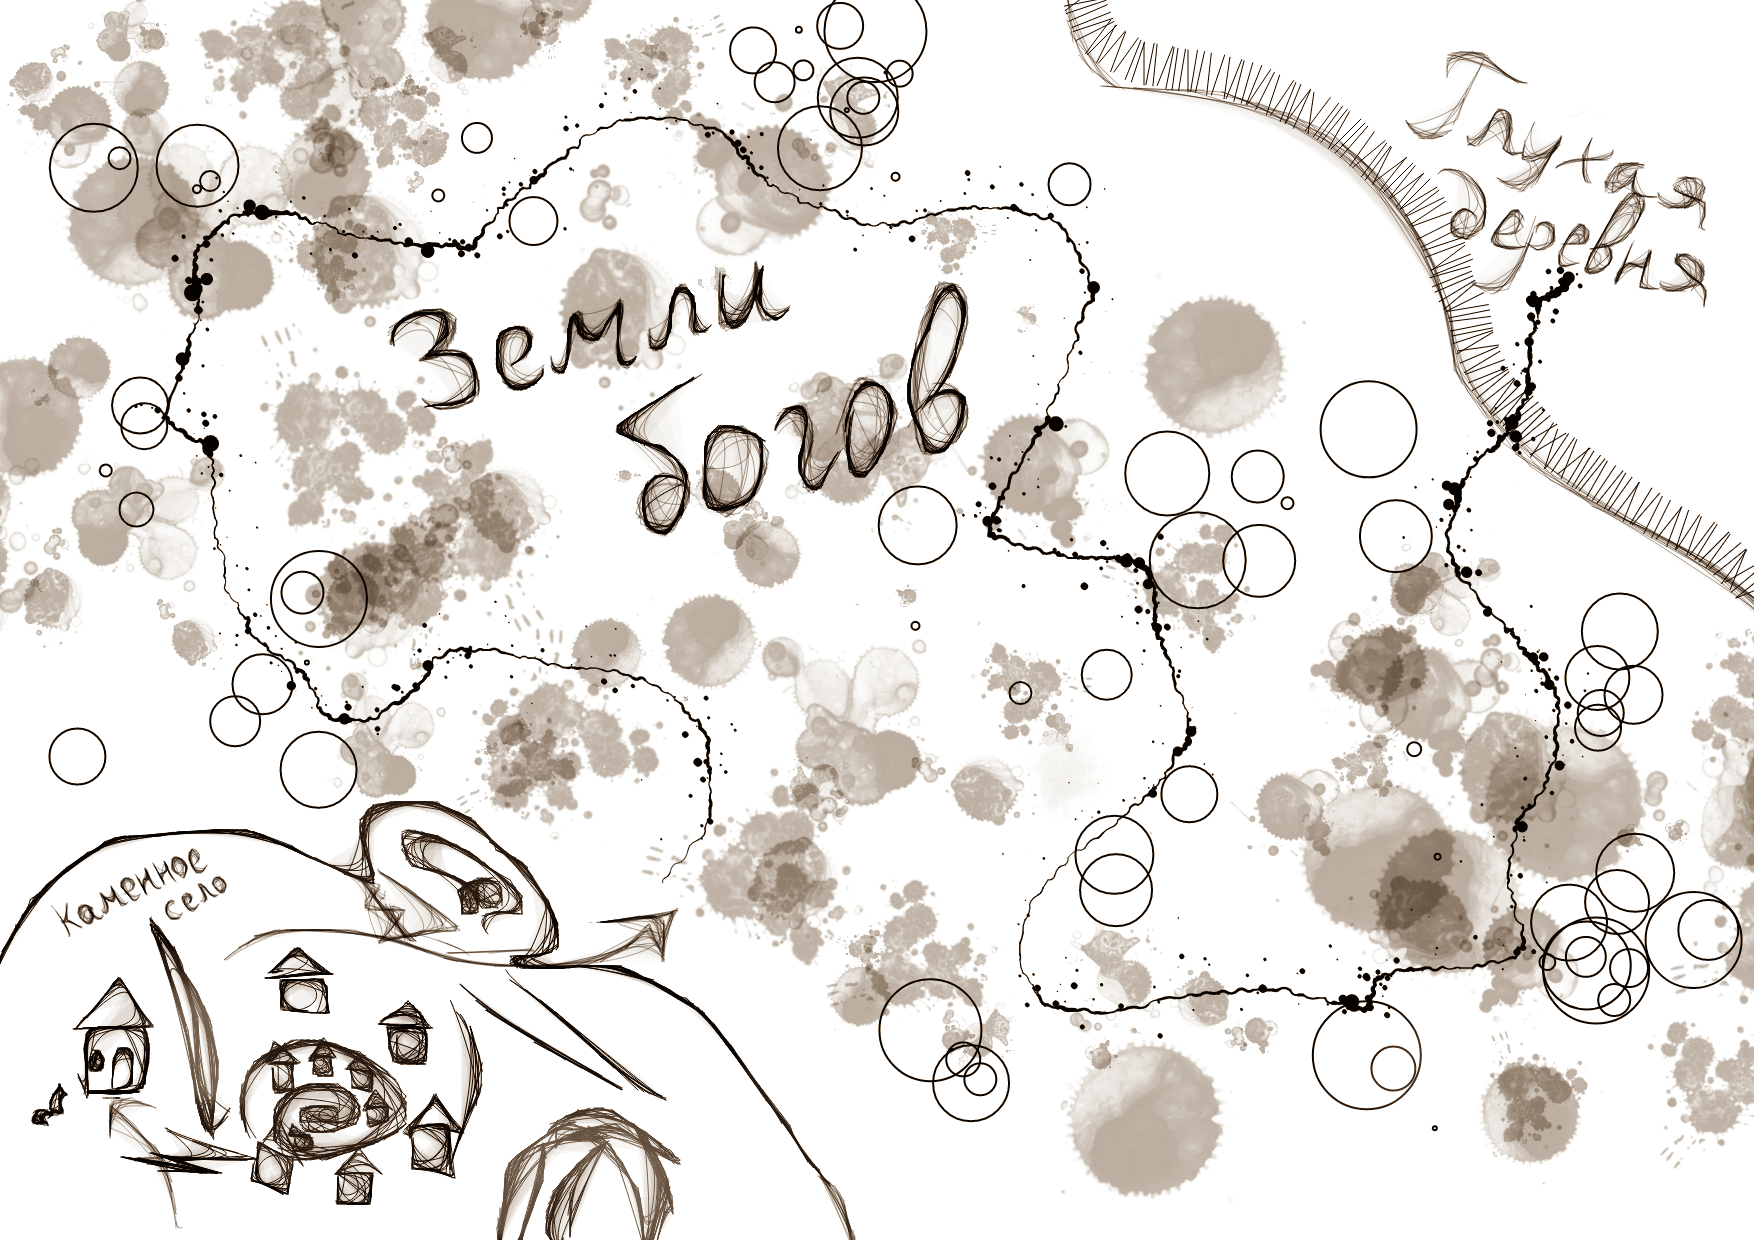 Глухая
деревня
Земли
богов
Каменное
село